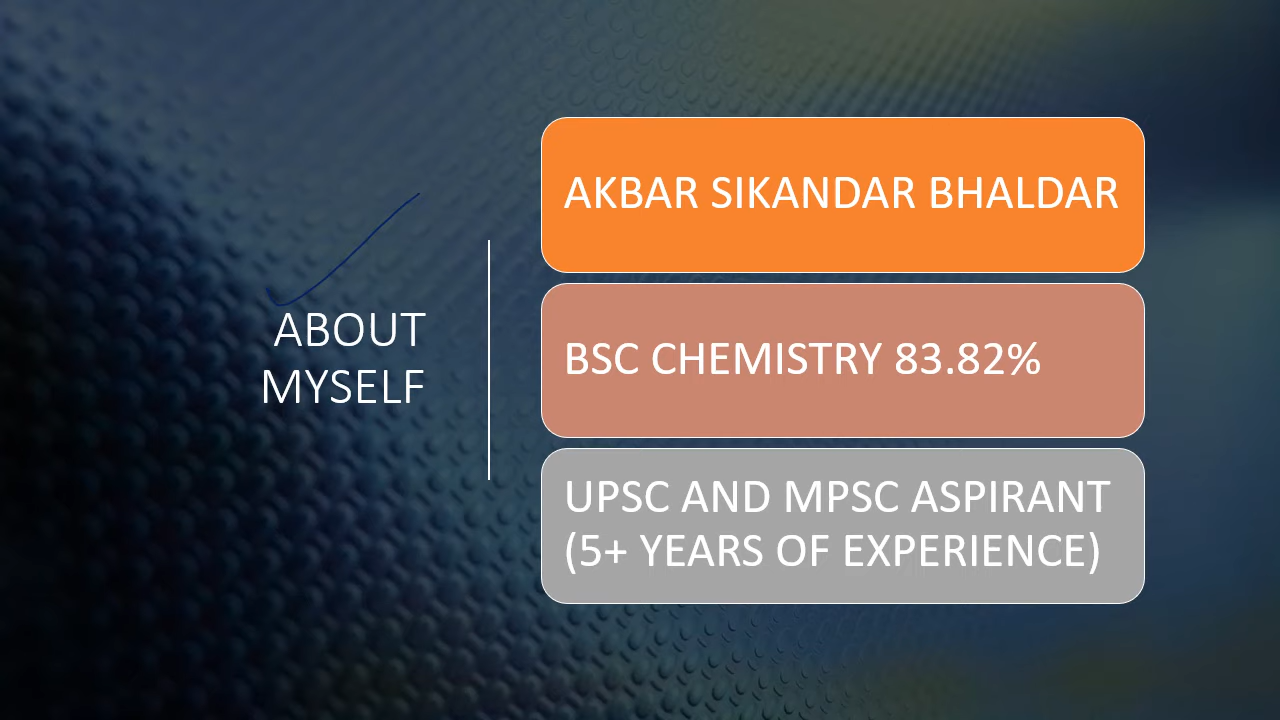 ABOUT
MYSELF
AKBAR SIKANDAR BHALDAR
BSC CHEMISTRY 83.82%
UPSC AND MPSC ASPIRANT
(5+ YEARS OF EXPERIENCE)